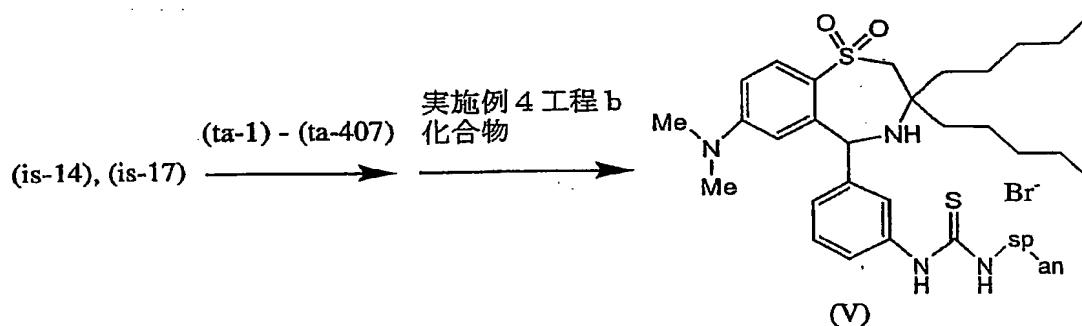 (is-14), (is-17)
(ta-1) - (ta-407)
実施例 4 工程 b
化合物
O O
S
Me
N
Me
NH
S
Br⁻
N
H
N
H
sp
an
(V)